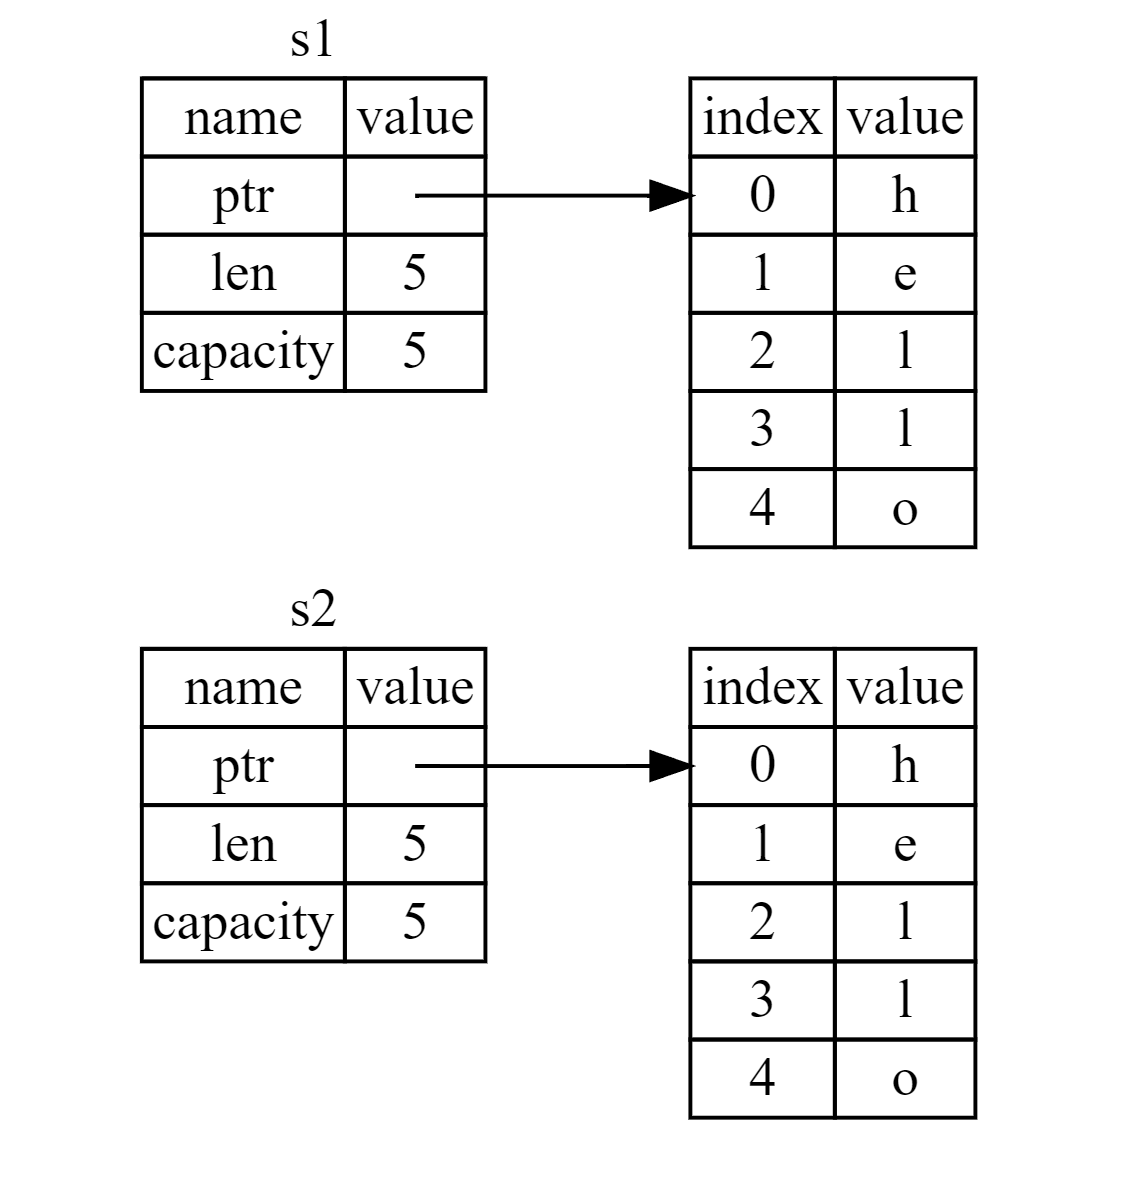 s1
name value
ptr
len 5
capacity 5
index value
0 h
1 e
2 l
3 l
4 o
s2
name value
ptr
len 5
capacity 5
index value
0 h
1 e
2 l
3 l
4 o